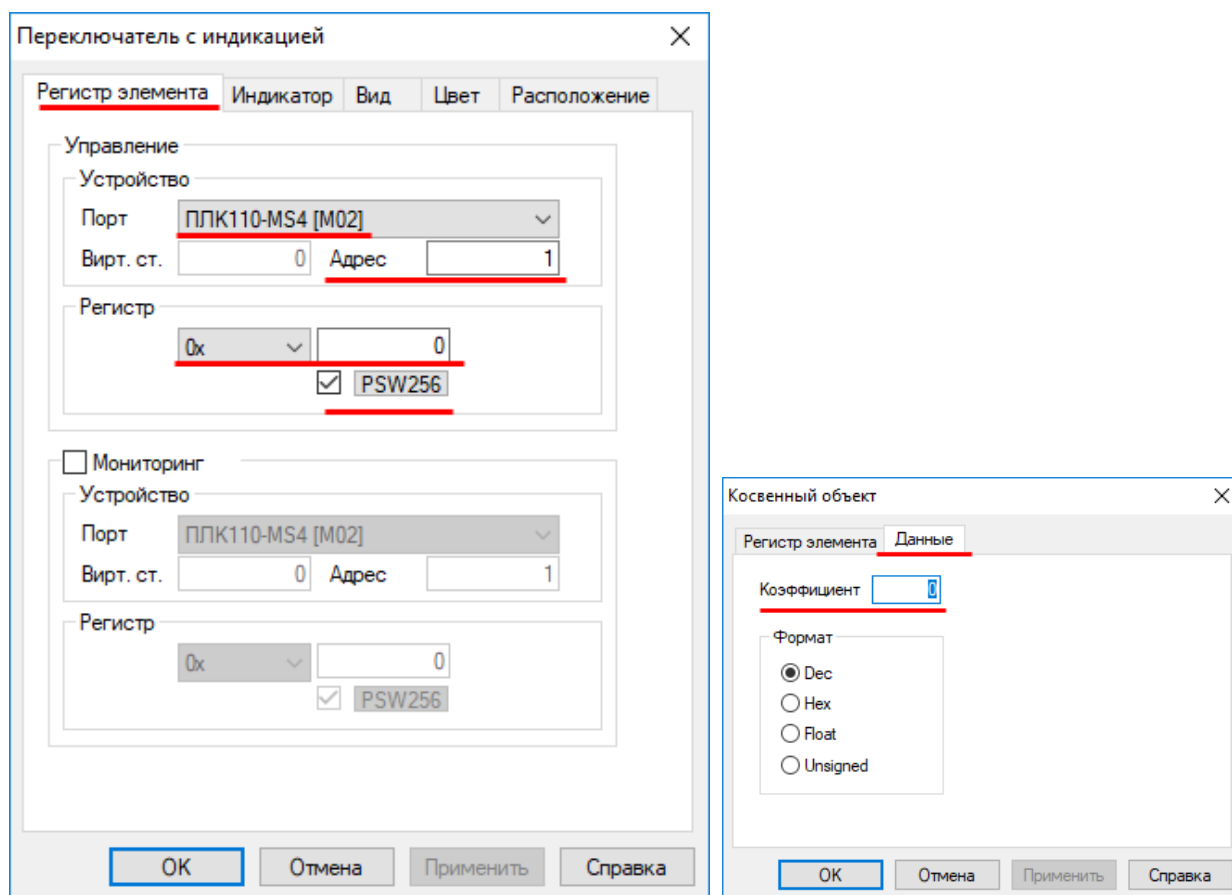 Переключатель с индикацией
Регистр элемента Индикатор Вид Цвет Расположение
Управление
Устройство
Порт ПЛК110-MS4 [M02]
Вирт. ст. 0 Адрес 1
Регистр
0x 0
PSW256
Мониторинг
Устройство
Порт ПЛК110-MS4 [M02]
Вирт. ст. 0 Адрес 1
Регистр
0x 0
PSW256
OK Отмена Применить Справка
Косвенный объект
Регистр элемента Данные
Коэффициент 0
Формат
Dec
Hex
Float
Unsigned
OK Отмена Применить Справка